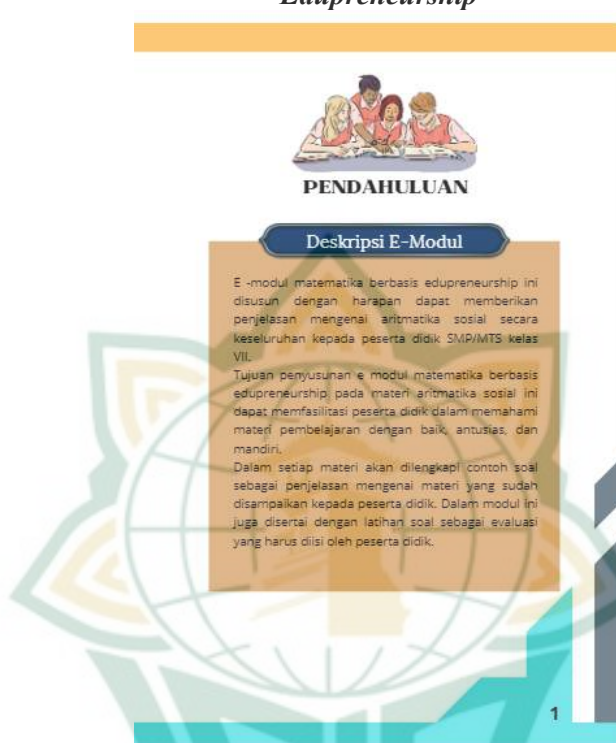 Edupreneurship
PENDAHULUAN
Deskripsi E-Modul
E -modul matematika berbasis edupreneurship ini
disusun dengan harapan dapat memberikan
penjelasan mengenai aritmatika sosial secara
keseluruhan kepada peserta didik SMP/MTS kelas
VII.
Tujuan penyusunan e modul matematika berbasis
edupreneurship pada materi aritmatika sosial ini
dapat memfasilitasi peserta didik dalam memahami
materi pembelajaran dengan baik, antusias, dan
mandiri.
Dalam setiap materi akan dilengkapi contoh soal
sebagai penjelasan mengenai materi yang sudah
disampaikan kepada peserta didik. Dalam modul ini
juga disertai dengan latihan soal sebagai evaluasi
yang harus diisi oleh peserta didik.
1